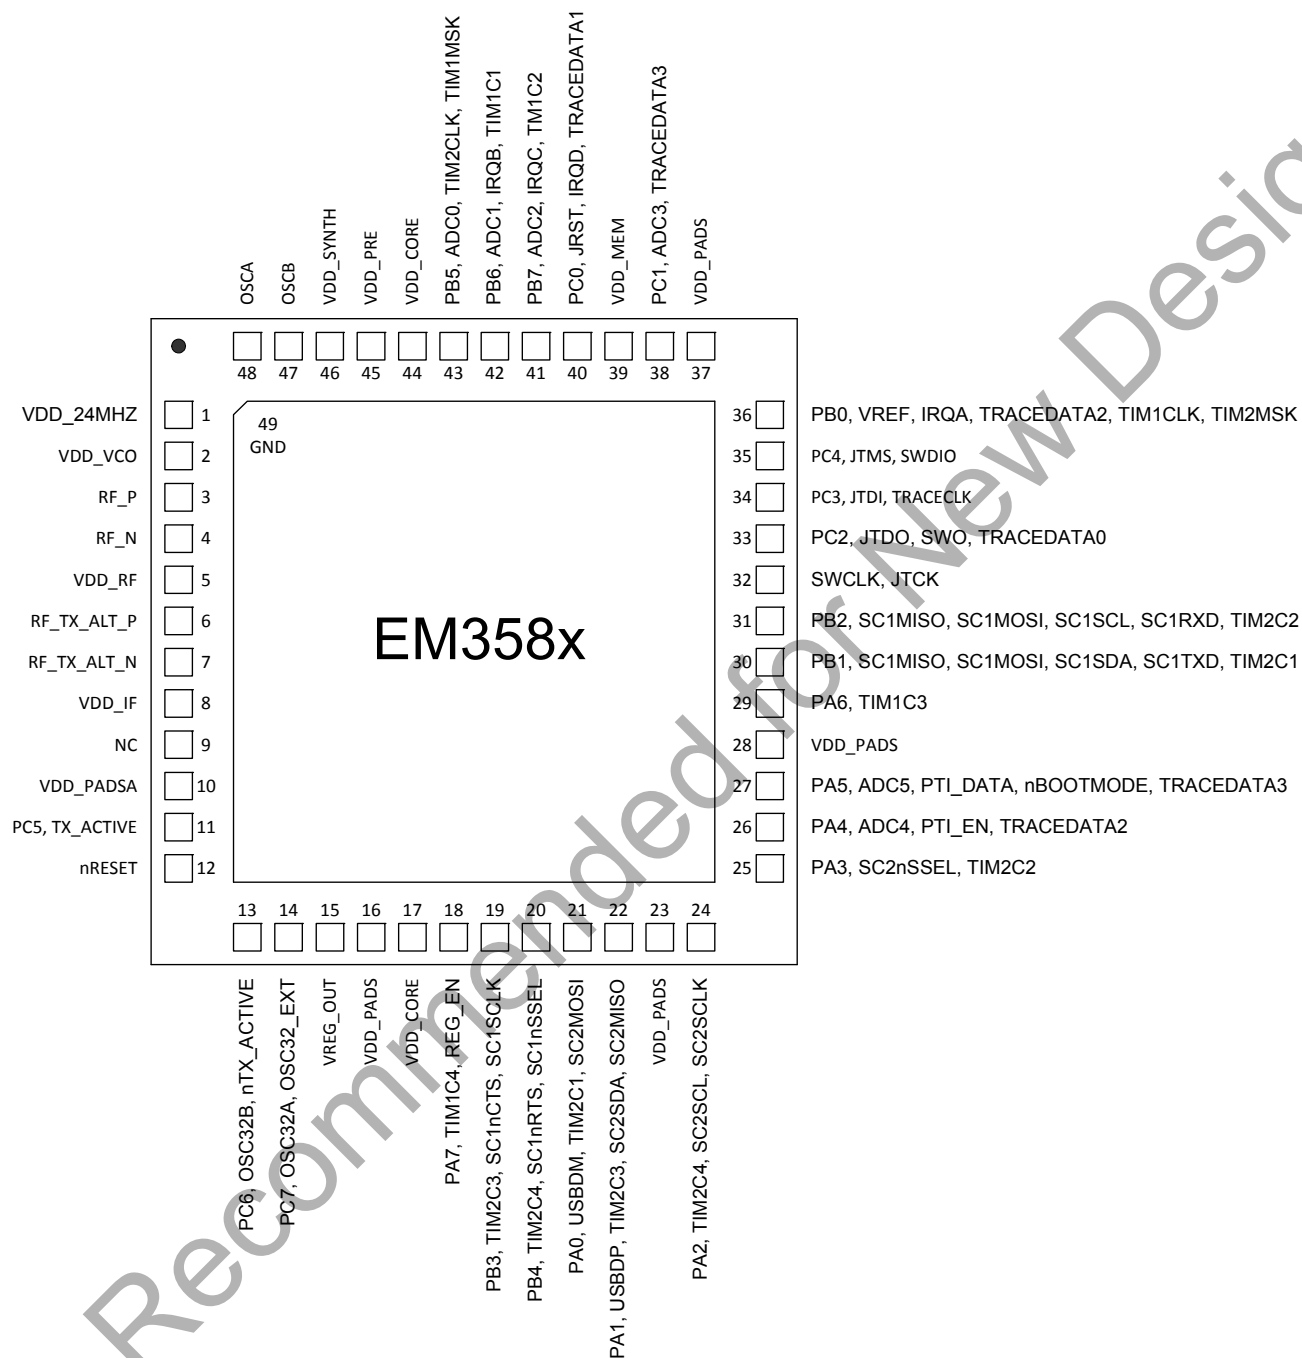 OSCA
OSCB
VDD_SYNTH
VDD_PRE
VDD_CORE
PB5, ADC0, TIM2CLK, TIM1MSK
PB6, ADC1, IRQB, TIM1C1
PB7, ADC2, IRQC, TM1C2
PC0, JRST, IRQD, TRACEDATA1
VDD_MEM
PC1, ADC3, TRACEDATA3
VDD_PADS
48 47 46 45 44 43 42 41 40 39 38 37
VDD_24MHZ 1
VDD_VCO 2
RF_P 3
RF_N 4
VDD_RF 5
RF_TX_ALT_P 6
RF_TX_ALT_N 7
VDD_IF 8
NC 9
VDD_PADSA 10
PC5, TX_ACTIVE 11
nRESET 12
49
GND
EM358x
36 PB0, VREF, IRQA, TRACEDATA2, TIM1CLK, TIM2MSK
35 PC4, JTMS, SWDIO
34 PC3, JTDI, TRACECLK
33 PC2, JTDO, SWO, TRACEDATA0
32 SWCLK, JTCK
31 PB2, SC1MISO, SC1MOSI, SC1SCL, SC1RXD, TIM2C2
30 PB1, SC1MISO, SC1MOSI, SC1SDA, SC1TXD, TIM2C1
29 PA6, TIM1C3
28 VDD_PADS
27 PA5, ADC5, PTI_DATA, nBOOTMODE, TRACEDATA3
26 PA4, ADC4, PTI_EN, TRACEDATA2
25 PA3, SC2nSSEL, TIM2C2
13 14 15 16 17 18 19 20 21 22 23 24
PC6, OSC32B, nTX_ACTIVE
PC7, OSC32A, OSC32_EXT
VREG_OUT
VDD_PADS
VDD_CORE
PA7, TIM1C4, REG_EN
PB3, TIM2C3, SC1nCTS, SC1SCLK
PB4, TIM2C4, SC1nRTS, SC1nSSEL
PA0, USBDM, TIM2C1, SC2MOSI
PA1, USBDP, TIM2C3, SC2SDA, SC2MISO
VDD_PADS
PA2, TIM2C4, SC2SCL, SC2SCLK
Recommended for New Desig